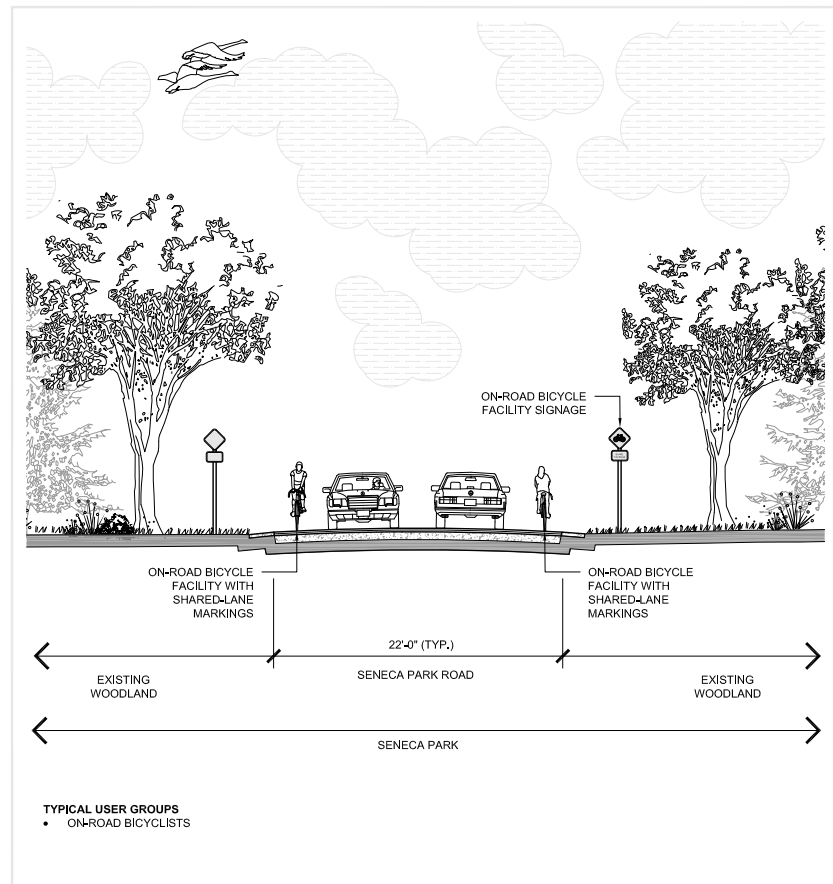 ON-ROAD BICYCLE
FACILITY SIGNAGE
ON-ROAD BICYCLE
FACILITY WITH
SHARED-LANE
MARKINGS
ON-ROAD BICYCLE
FACILITY WITH
SHARED-LANE
MARKINGS
22'-0" (TYP.)
SENECA PARK ROAD
EXISTING
WOODLAND
EXISTING
WOODLAND
SENECA PARK
TYPICAL USER GROUPS
• ON-ROAD BICYCLISTS